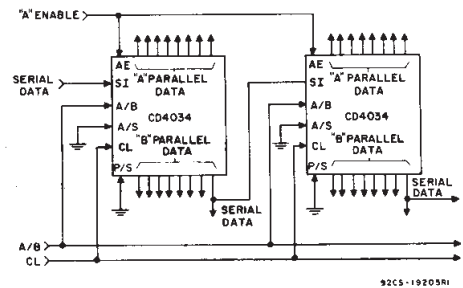 "A" ENABLE
AE
SERIAL
DATA
SI
"A" PARALLEL
DATA
A/B
CD4034
A/S
"B" PARALLEL
DATA
CL
P/S
SERIAL
DATA
AE
SI
"A" PARALLEL
DATA
A/B
CD4034
A/S
"B" PARALLEL
DATA
CL
P/S
SERIAL
DATA
A/B
CL
92CS-19205R1